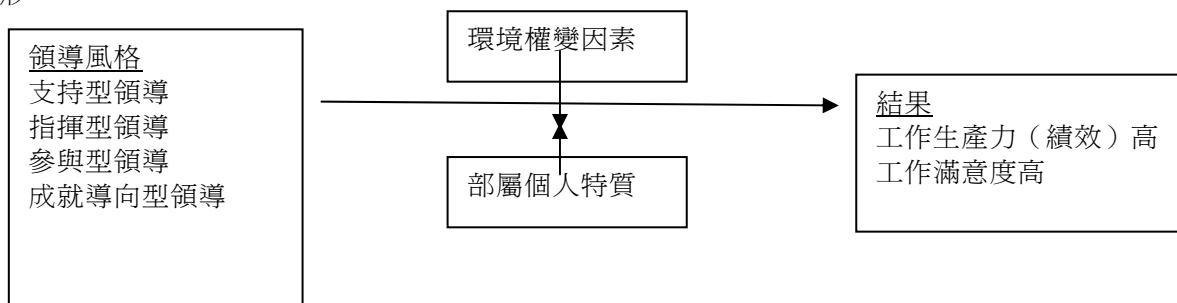 領導風格
支持型領導
指揮型領導
參與型領導
成就導向型領導
環境權變因素
部屬個人特質
結果
工作生產力（績效）高
工作滿意度高